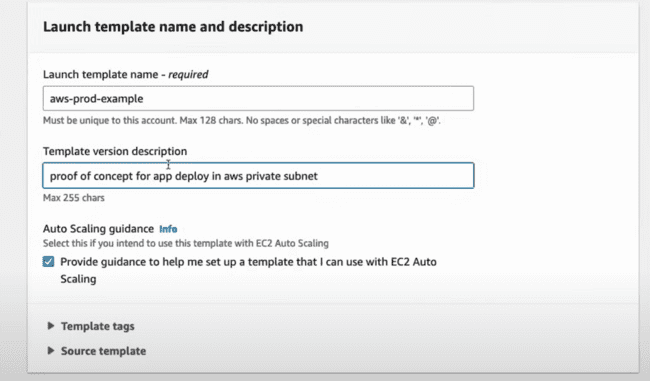 Launch template name and description
Launch template name - required
aws-prod-example
Must be unique to this account. Max 128 chars. No spaces or special characters like '&', '*', '@'.
Template version description
proof of concept for app deploy in aws private subnet
Max 255 chars
Auto Scaling guidance Info
Select this if you intend to use this template with EC2 Auto Scaling
Provide guidance to help me set up a template that I can use with EC2 Auto
Scaling
Template tags
Source template